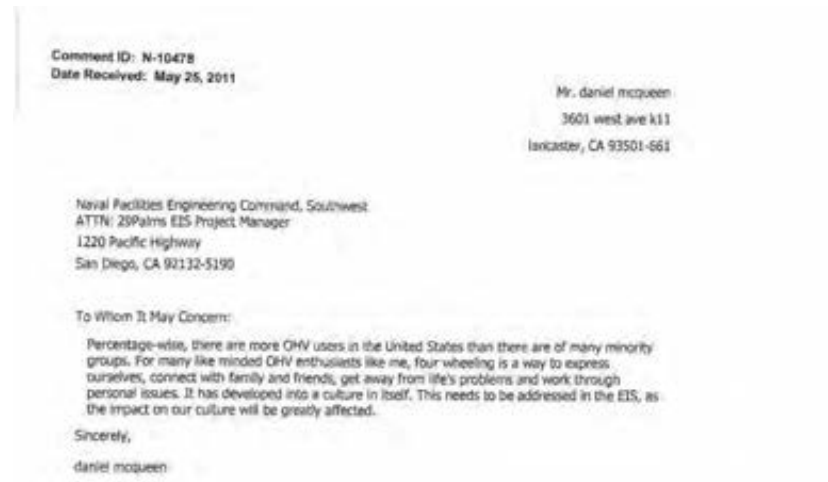 Comment ID: N-10478
Date Received: May 25, 2011
Mr. daniel mcqueen
3601 west ave k11
lancaster, CA 93501-661
Naval Facilities Engineering Command, Southwest
ATTN: 29Palms EIS Project Manager
1220 Pacific Highway
San Diego, CA 92132-5190
To Whom It May Concern:
Percentage-wise, there are more OHV users in the United States than there are of many minority
groups. For many like minded OHV enthusiasts like me, four wheeling is a way to express
ourselves, connect with family and friends, get away from life's problems and work through
personal issues. It has developed into a culture in itself. This needs to be addressed in the EIS, as
the impact on our culture will be greatly affected.
Sincerely,
daniel mcqueen